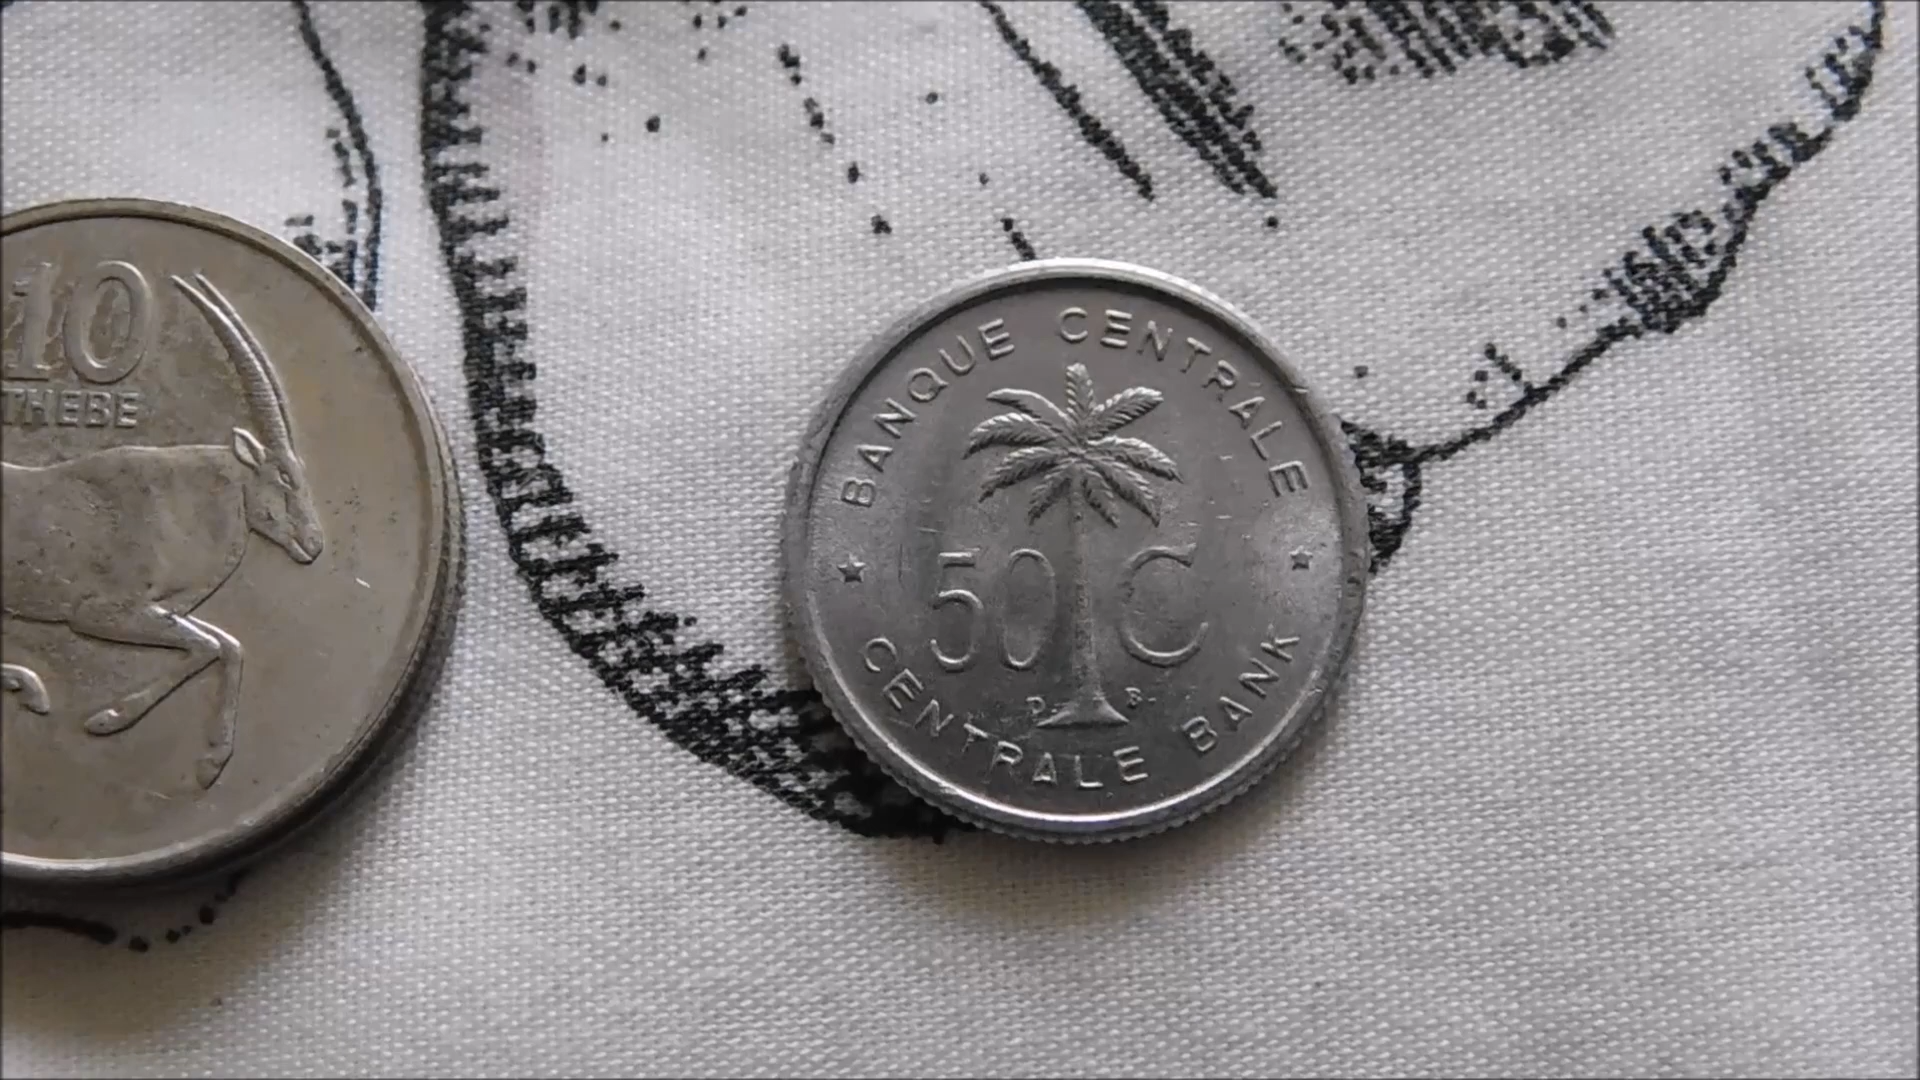 10
THEBE
BANQUE CENTRALE
50 C
D. B.
CENTRALE BANK